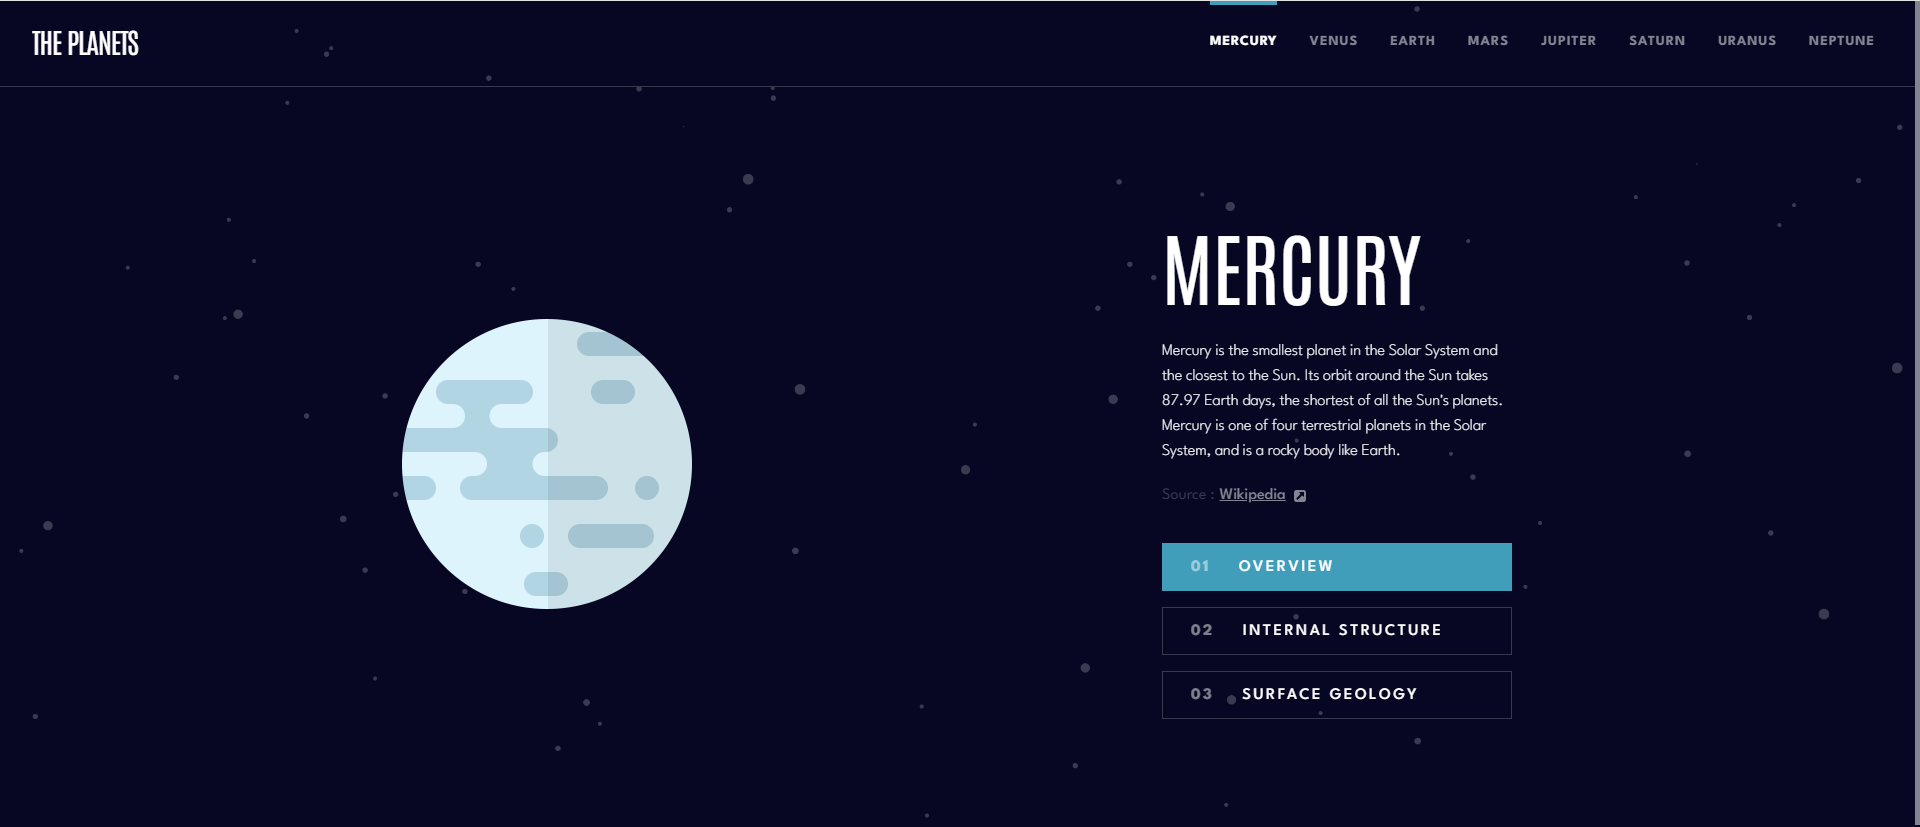 THE PLANETS
MERCURY VENUS EARTH MARS JUPITER SATURN URANUS NEPTUNE
MERCURY
Mercury is the smallest planet in the Solar System and
the closest to the Sun. Its orbit around the Sun takes
87.97 Earth days, the shortest of all the Sun's planets.
Mercury is one of four terrestrial planets in the Solar
System, and is a rocky body like Earth.
Source : Wikipedia
01 OVERVIEW
02 INTERNAL STRUCTURE
03 SURFACE GEOLOGY